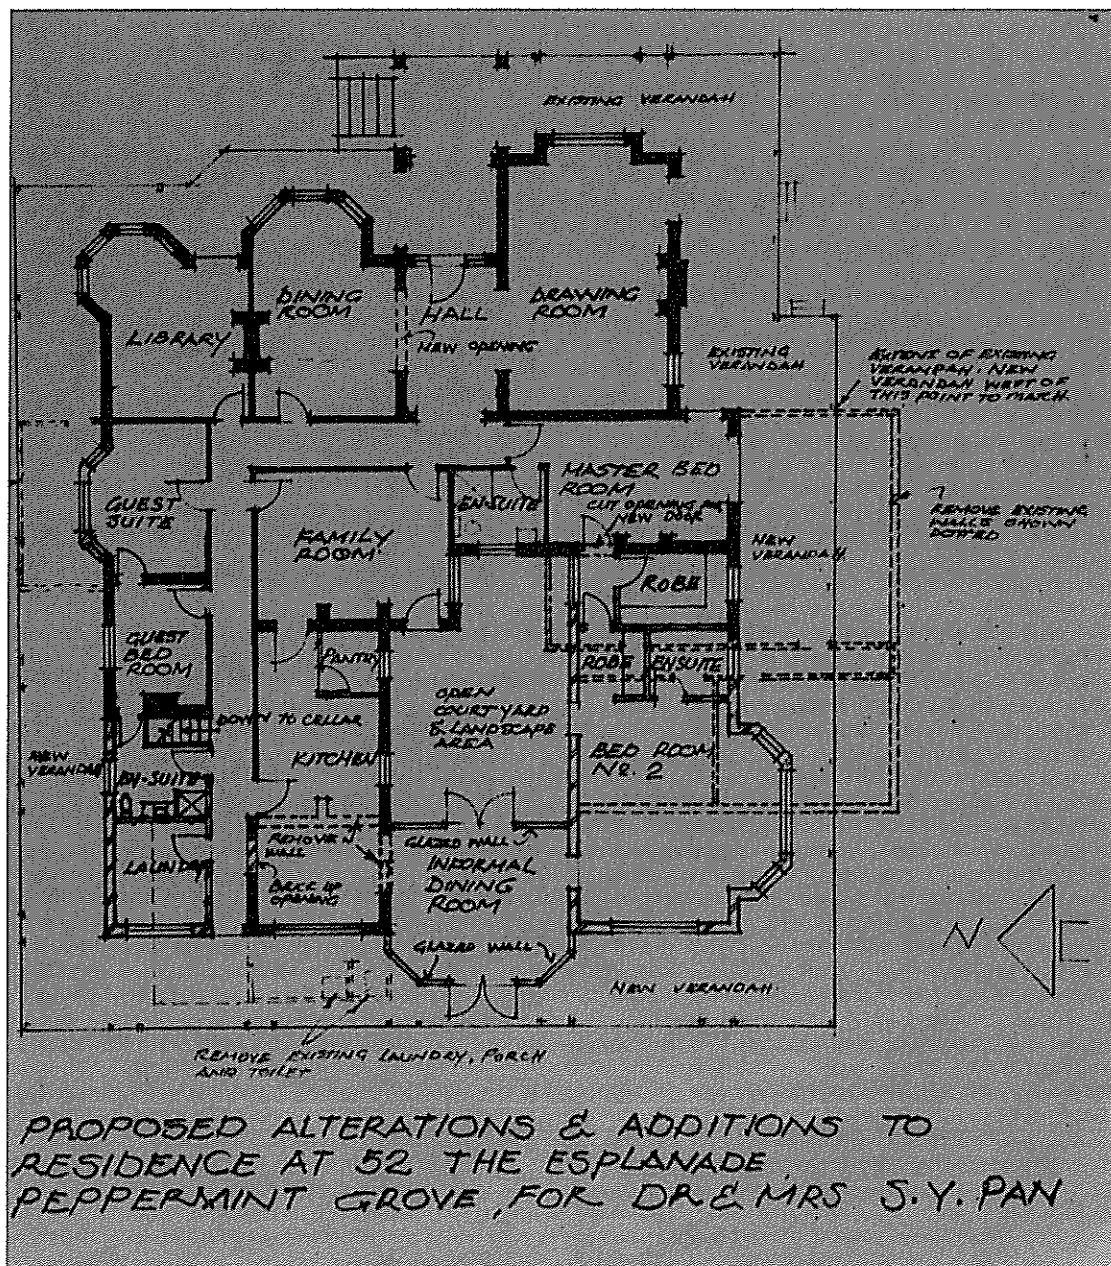 EXISTING VERANDAH
DINING
ROOM
HALL
DRAWING
ROOM
LIBRARY
NEW OPENING
EXISTING
VERANDAH
EXTENT OF EXISTING
VERANDAH. NEW
VERANDAH WEST OF
THIS POINT TO MATCH.
MASTER BED
ROOM
GUEST
SUITE
ENSUITE
CUT OPENING FOR
NEW DOOR
REMOVE EXISTING
WALLS SHOWN
DOTTED
FAMILY
ROOM
NEW
VERANDAH
ROBE
GUEST
BED
ROOM
PANTRY
ROBE
ENSUITE
OPEN
COURTYARD
& LANDSCAPE
AREA
DOWN TO CELLAR
NEW
VERANDAH
KITCHEN
BED ROOM
No. 2
EN-SUITE
REMOVE
WALL
GLAZED WALL
LAUNDRY
BRICK UP
OPENING
INFORMAL
DINING
ROOM
N
GLAZED WALL
NEW VERANDAH
REMOVE EXISTING LAUNDRY, PORCH
AND TOILET
PROPOSED ALTERATIONS & ADDITIONS TO
RESIDENCE AT 52 THE ESPLANADE
PEPPERMINT GROVE, FOR DR & MRS S.Y. PAN